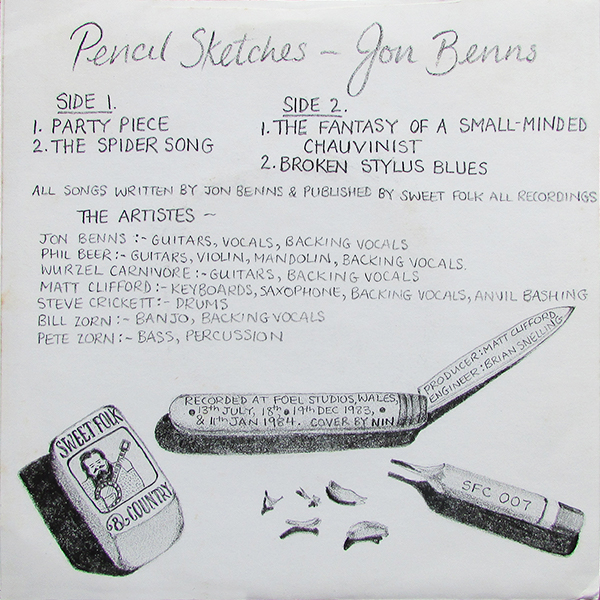 Pencil Sketches ~ Jon Benns
SIDE 1.
1. PARTY PIECE
2. THE SPIDER SONG
SIDE 2.
1. THE FANTASY OF A SMALL-MINDED
CHAUVINIST
2. BROKEN STYLUS BLUES
ALL SONGS WRITTEN BY JON BENNS & PUBLISHED BY SWEET FOLK ALL RECORDINGS
THE ARTISTES ~
JON BENNS :- GUITARS, VOCALS, BACKING VOCALS
PHIL BEER :- GUITARS, VIOLIN, MANDOLIN, BACKING VOCALS.
WURZEL CARNIVORE :- GUITARS, BACKING VOCALS
MATT CLIFFORD :- KEYBOARDS, SAXOPHONE, BACKING VOCALS, ANVIL BASHING
STEVE CRICKETT :- DRUMS
BILL ZORN :- BANJO, BACKING VOCALS
PETE ZORN :- BASS, PERCUSSION
PRODUCER : MATT CLIFFORD
ENGINEER : BRIAN SNELLING
RECORDED AT FOEL STUDIOS, WALES,
• 13th JULY, 18th • 19th DEC 1983, •
& 11th JAN 1984. COVER BY NIN
SWEET FOLK
& COUNTRY
SFC 007